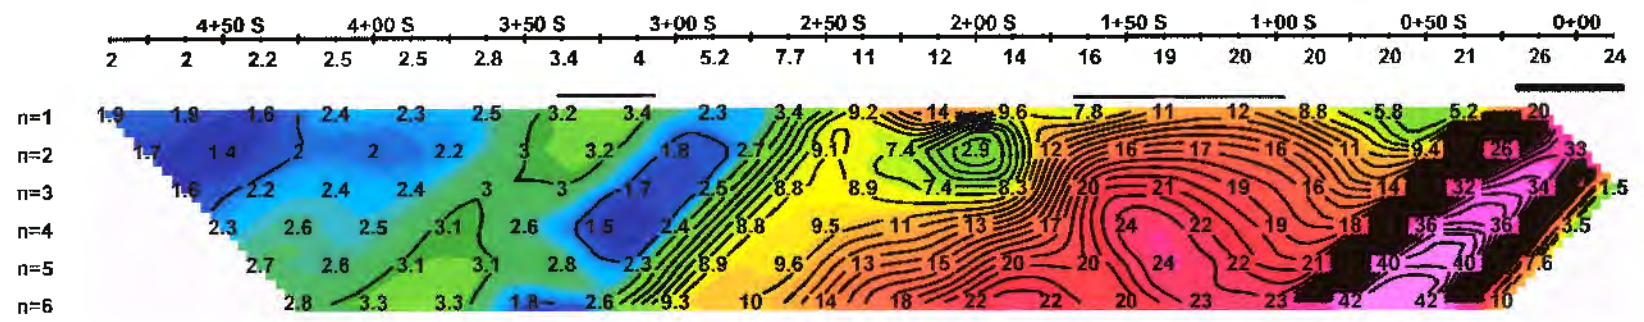 4+50 S 4+00 S 3+50 S 3+00 S 2+50 S 2+00 S 1+50 S 1+00 S 0+50 S 0+00
2 2 2.2 2.5 2.5 2.8 3.4 4 5.2 7.7 11 12 14 16 19 20 20 20 21 26 24
n=1 1.9 1.9 1.6 2.4 2.3 2.5 3.2 3.4 2.3 3.4 9.2 14 9.6 7.8 11 12 8.8 5.8 5.2 20
n=2 1.7 1.4 2 2 2.2 3 3.2 1.8 2.7 9.1 7.4 2.9 12 16 17 16 11 9.4 26 33
n=3 1.6 2.2 2.4 2.4 3 3 1.7 2.5 8.8 8.9 7.4 8.3 20 21 19 16 14 32 34 1.5
n=4 2.3 2.6 2.5 3.1 2.6 1.5 2.4 8.8 9.5 11 13 17 24 22 19 18 36 36 3.5
n=5 2.7 2.6 3.1 3.1 2.8 2.3 8.9 9.6 13 15 20 20 24 22 21 40 40 7.6
n=6 2.8 3.3 3.3 1.8 2.6 9.3 10 14 18 22 22 20 23 23 42 42 10